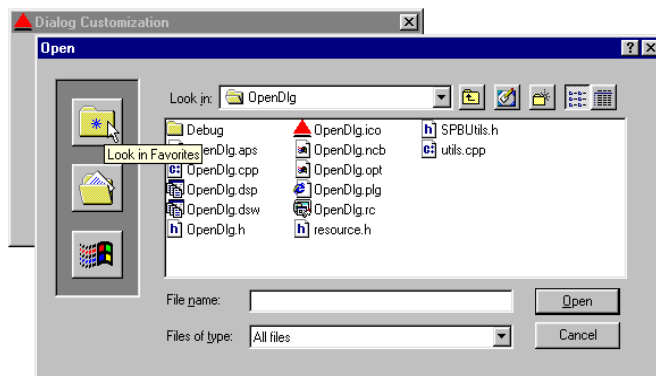 Dialog Customization
Open
Look in: OpenDlg
Debug OpenDlg.ico SPBUtils.h
OpenDlg.aps OpenDlg.ncb utils.cpp
Look in Favorites
OpenDlg.cpp OpenDlg.opt
OpenDlg.dsp OpenDlg.plg
OpenDlg.dsw OpenDlg.rc
OpenDlg.h resource.h
File name: Open
Files of type: All files Cancel